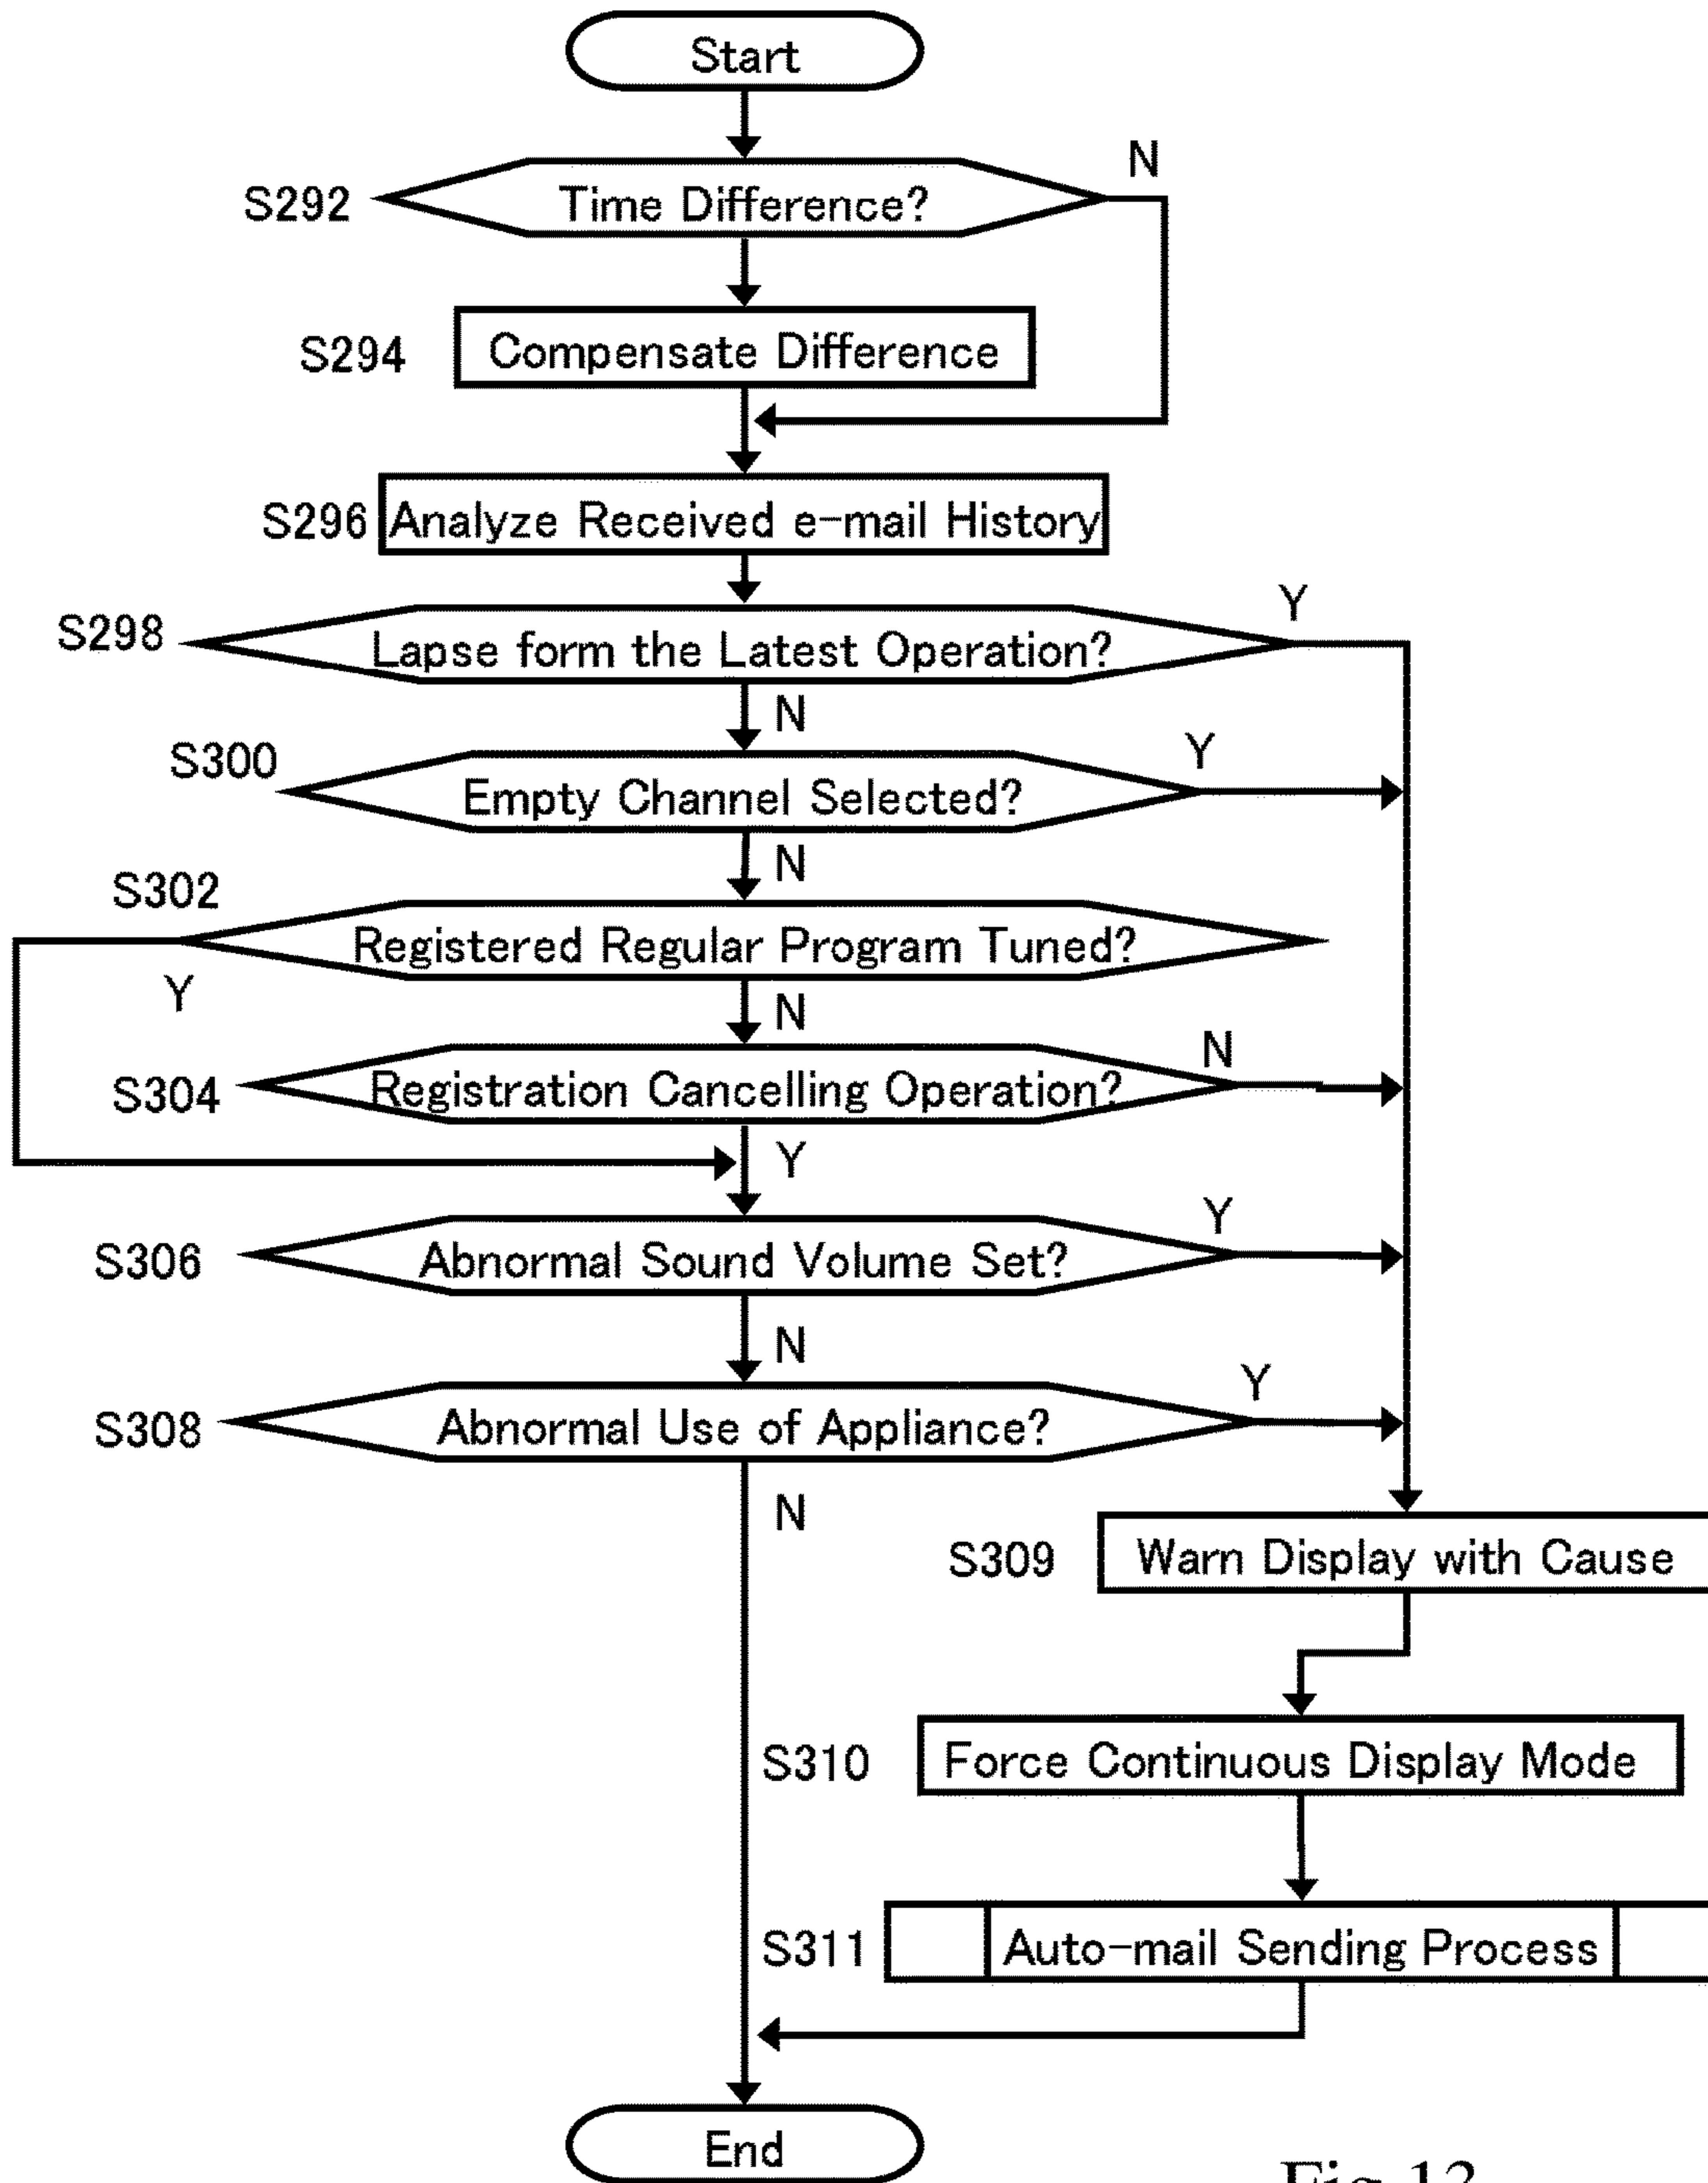 Start
N
S292
Time Difference?
S294
Compensate Difference
S296
Analyze Received e-mail History
Y
S298
Lapse form the Latest Operation?
N
Y
S300
Empty Channel Selected?
N
S302
Registered Regular Program Tuned?
Y
N
N
S304
Registration Cancelling Operation?
Y
Y
S306
Abnormal Sound Volume Set?
N
Y
S308
Abnormal Use of Appliance?
N
S309
Warn Display with Cause
S310
Force Continuous Display Mode
S311
Auto-mail Sending Process
End